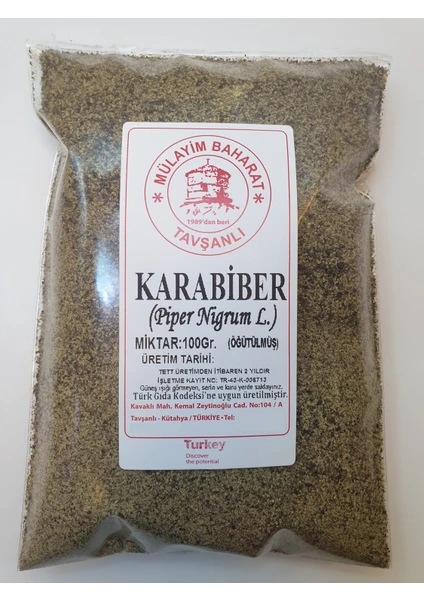 MÜLAYİM BAHARAT
1989'dan beri
TAVŞANLI
KARABİBER
(Piper Nigrum L.)
MİKTAR:100Gr. (ÖĞÜTÜLMÜŞ)
ÜRETİM TARİHİ:
TETT ÜRETİMDEN İTİBAREN 2 YILDIR
İŞLETME KAYIT NO: TR-43-K-006713
Güneş ışığı görmeyen, serin ve kuru yerde saklayınız.
Türk Gıda Kodeksi'ne uygun üretilmiştir.
Kavaklı Mah. Kemal Zeytinoğlu Cad. No:104 / A
Tavşanlı - Kütahya / TÜRKİYE • Tel:
Turkey
Discover
the potential